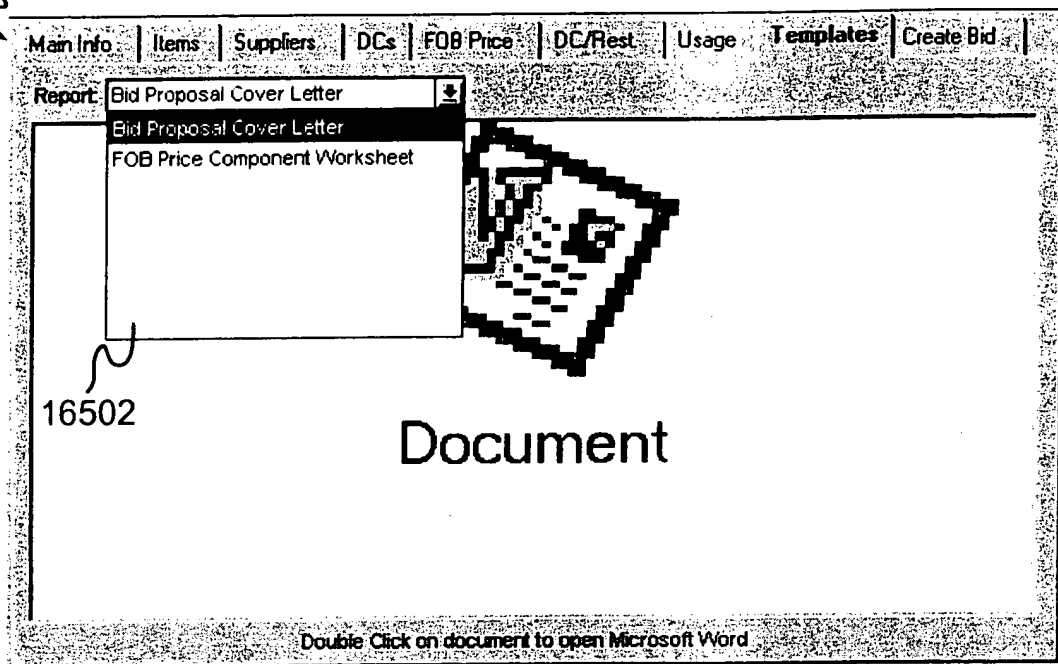 Main Info Items Suppliers DCs FOB Price DC/Rest. Usage Templates Create Bid
Report: Bid Proposal Cover Letter
Bid Proposal Cover Letter
FOB Price Component Worksheet
16502
Document
Double Click on document to open Microsoft Word